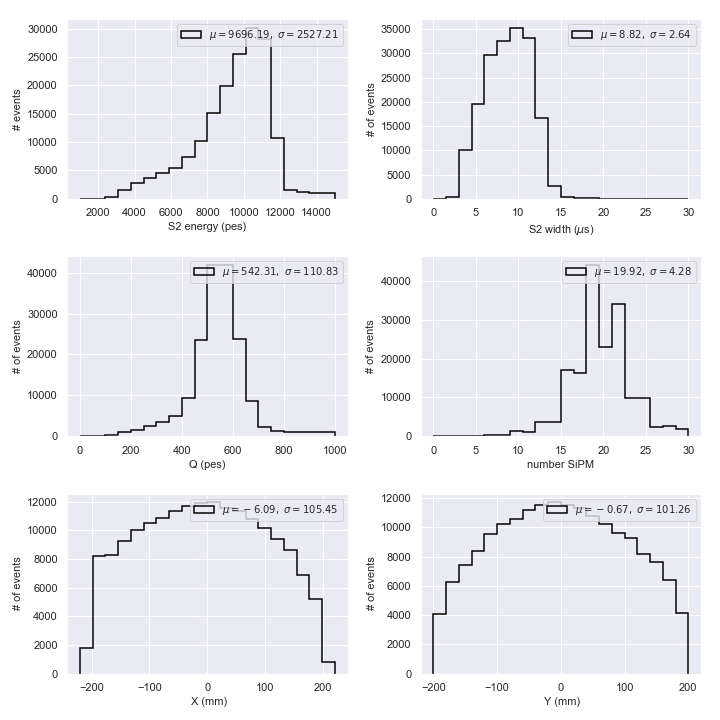 μ = 9696.19, σ = 2527.21
30000
25000
20000
15000
10000
5000
0
# events
2000 4000 6000 8000 10000 12000 14000
S2 energy (pes)
μ = 8.82, σ = 2.64
35000
30000
25000
20000
15000
10000
5000
0
# of events
0 5 10 15 20 25 30
S2 width (μs)
μ = 542.31, σ = 110.83
40000
30000
20000
10000
0
# of events
0 200 400 600 800 1000
Q (pes)
μ = 19.92, σ = 4.28
40000
30000
20000
10000
0
# of events
0 5 10 15 20 25 30
number SiPM
μ = −6.09, σ = 105.45
12000
10000
8000
6000
4000
2000
0
# of events
−200 −100 0 100 200
X (mm)
μ = −0.67, σ = 101.26
12000
10000
8000
6000
4000
2000
0
# of events
−200 −100 0 100 200
Y (mm)